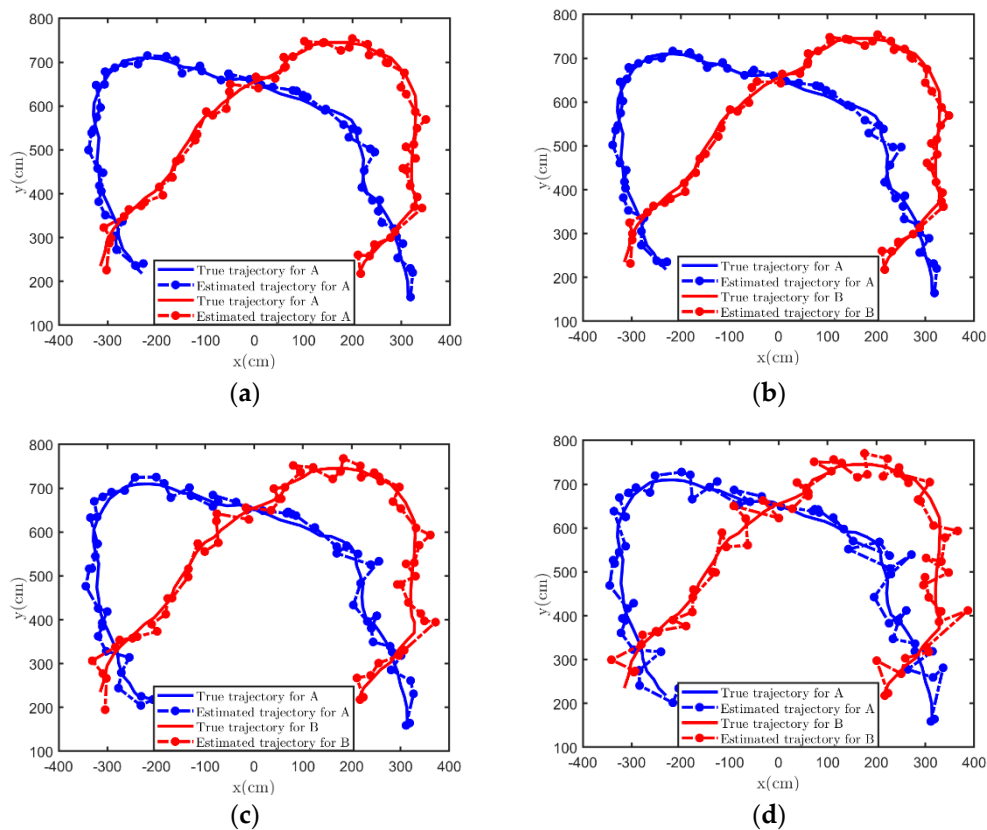 800
700
600
500
400
300
200
100
y(cm)
True trajectory for A
Estimated trajectory for A
True trajectory for A
Estimated trajectory for A
-400 -300 -200 -100 0 100 200 300 400
x(cm)
(a)
800
700
600
500
400
300
200
100
y(cm)
True trajectory for A
Estimated trajectory for A
True trajectory for B
Estimated trajectory for B
-400 -300 -200 -100 0 100 200 300 400
x(cm)
(b)
800
700
600
500
400
300
200
100
y(cm)
True trajectory for A
Estimated trajectory for A
True trajectory for B
Estimated trajectory for B
-400 -300 -200 -100 0 100 200 300 400
x(cm)
(c)
800
700
600
500
400
300
200
100
y(cm)
True trajectory for A
Estimated trajectory for A
True trajectory for B
Estimated trajectory for B
-400 -300 -200 -100 0 100 200 300 400
x(cm)
(d)